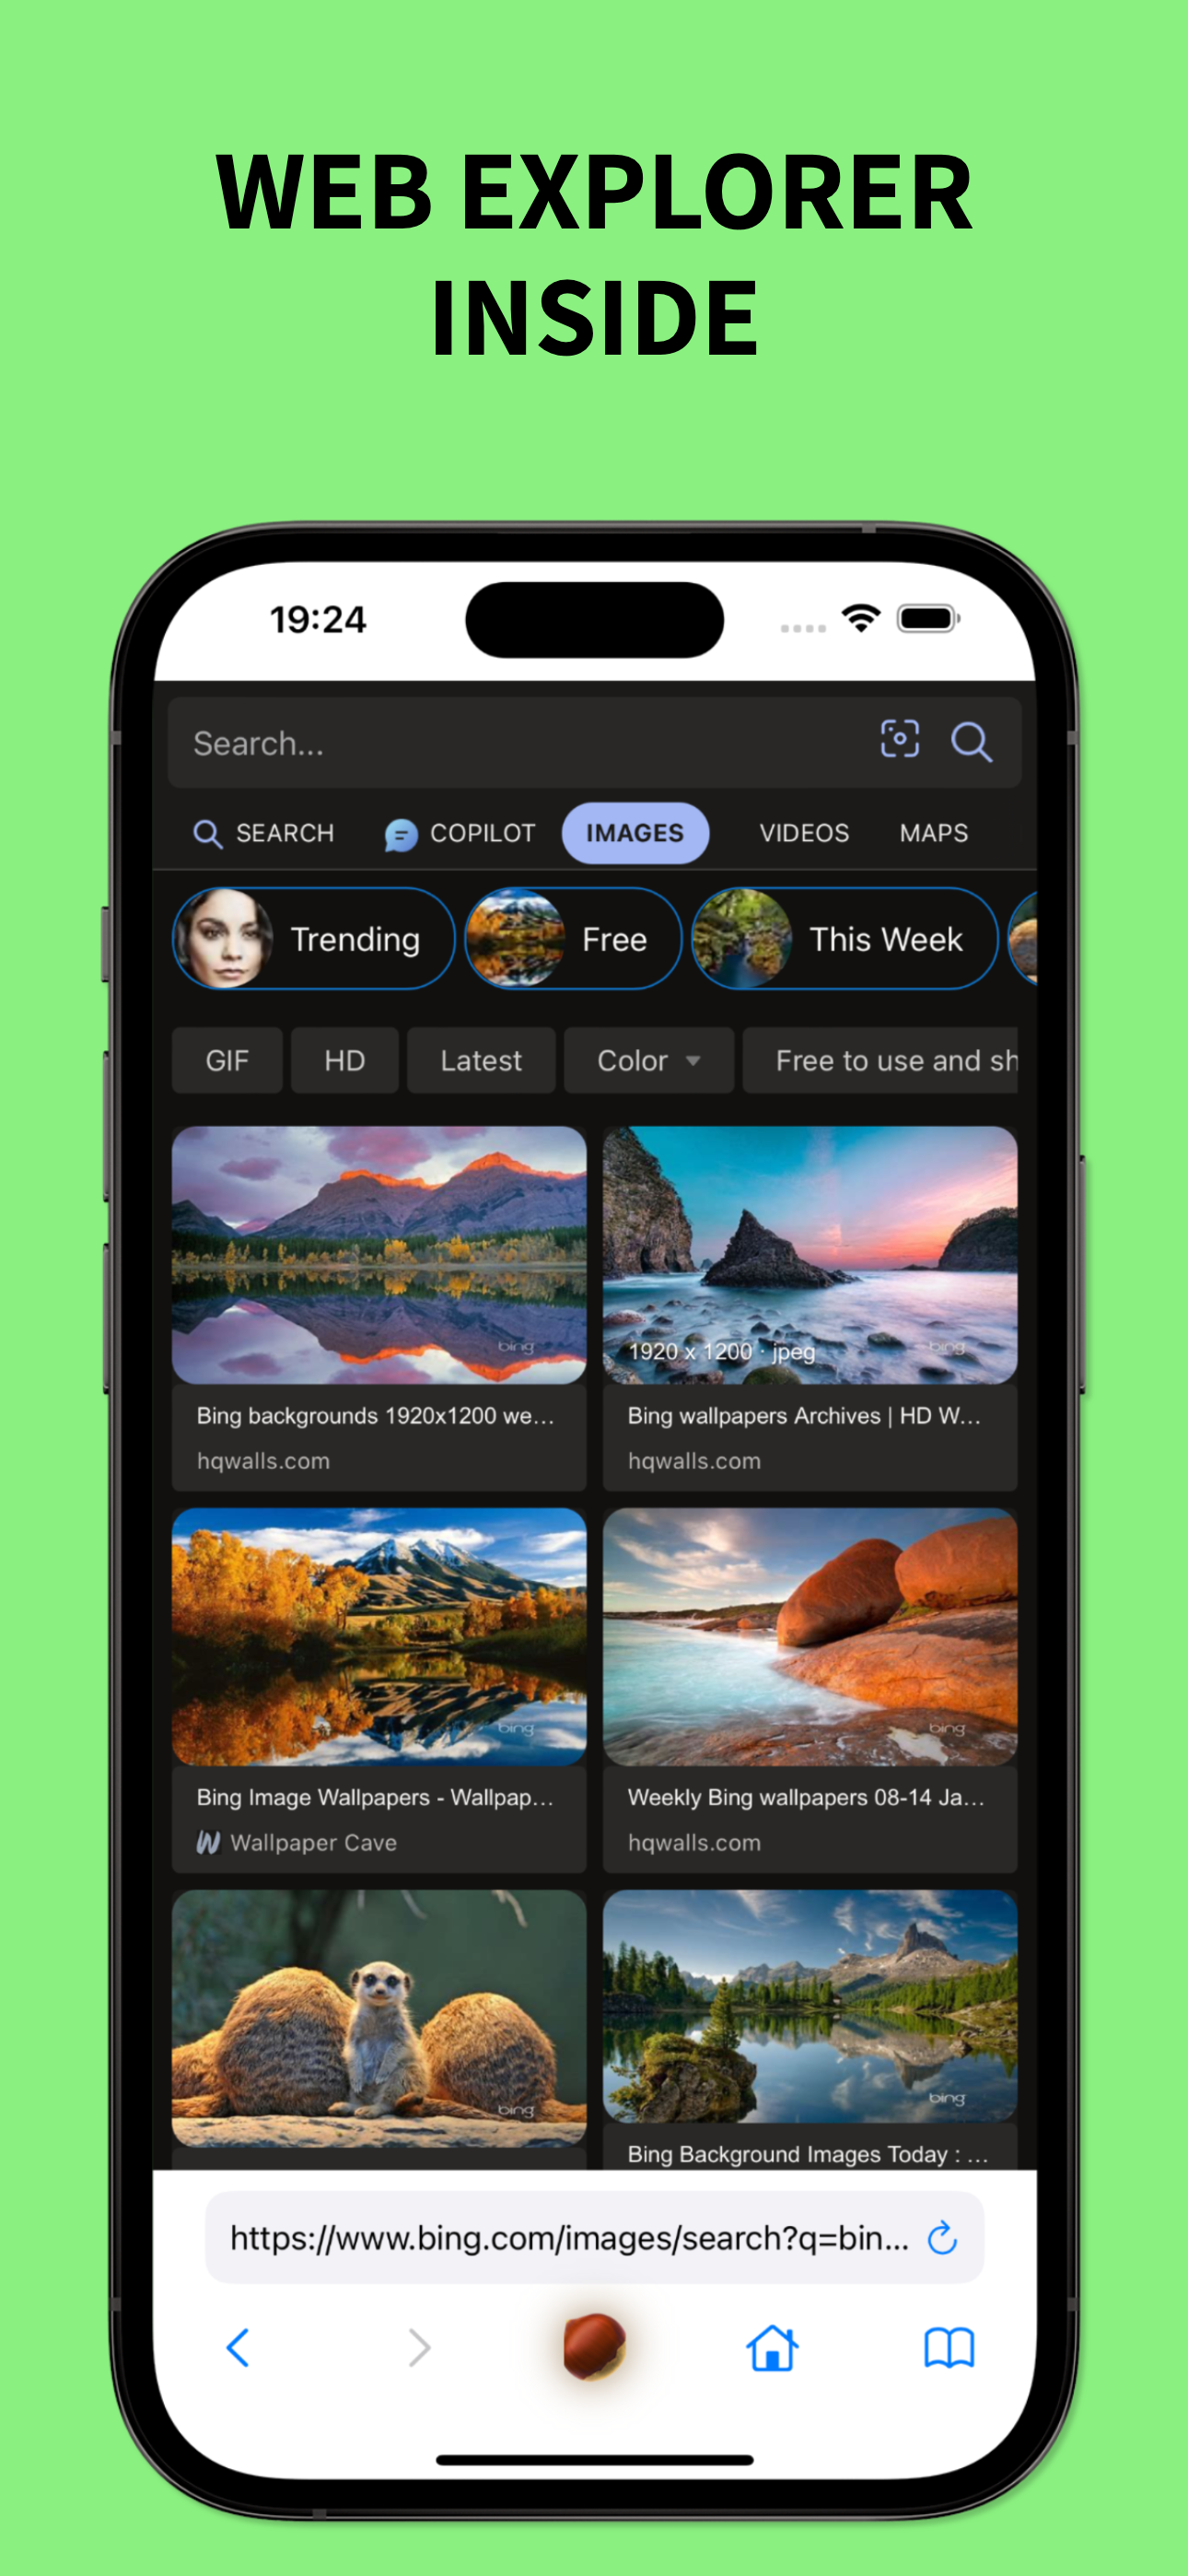 WEB EXPLORER
INSIDE
19:24
Search...
SEARCH
COPILOT
IMAGES
VIDEOS
MAPS
Trending
Free
This Week
GIF
HD
Latest
Color
Free to use and sh
bing
1920 x 1200 · jpeg
bing
Bing backgrounds 1920x1200 we...
Bing wallpapers Archives | HD W...
hqwalls.com
hqwalls.com
bing
bing
Bing Image Wallpapers - Wallpap...
Weekly Bing wallpapers 08-14 Ja...
W Wallpaper Cave
hqwalls.com
bing
bing
Bing Background Images Today : ...
https://www.bing.com/images/search?q=bin...